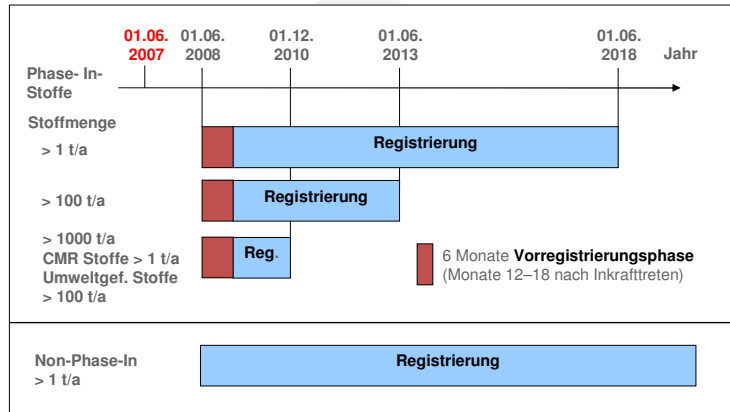 01.06. 01.06. 01.12. 01.06. 01.06.
2007 2008 2010 2013 2018 Jahr
Phase- In-
Stoffe
Stoffmenge
> 1 t/a
Registrierung
> 100 t/a
Registrierung
> 1000 t/a
CMR Stoffe > 1 t/a
Umweltgef. Stoffe
> 100 t/a
Reg.
6 Monate Vorregistrierungsphase
(Monate 12–18 nach Inkrafttreten)
Non-Phase-In
> 1 t/a
Registrierung